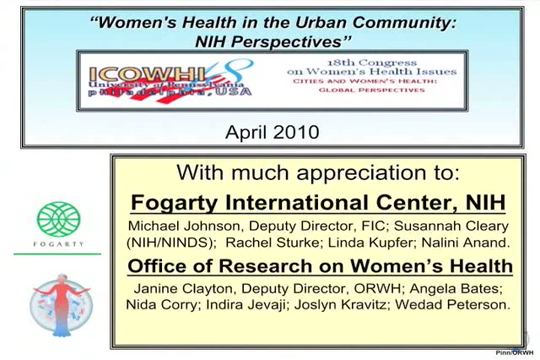 “Women's Health in the Urban Community:
NIH Perspectives”
ICOWHI 18
University of Pennsylvania
philadelphia, USA
18th Congress
on Women's Health Issues
Cities and Women's Health:
Global Perspectives
April 2010
With much appreciation to:
Fogarty International Center, NIH
Michael Johnson, Deputy Director, FIC; Susannah Cleary
(NIH/NINDS); Rachel Sturke; Linda Kupfer; Nalini Anand.
FOGARTY
Office of Research on Women’s Health
Janine Clayton, Deputy Director, ORWH; Angela Bates;
Nida Corry; Indira Jevaji; Joslyn Kravitz; Wedad Peterson.
Pinn/ORWH